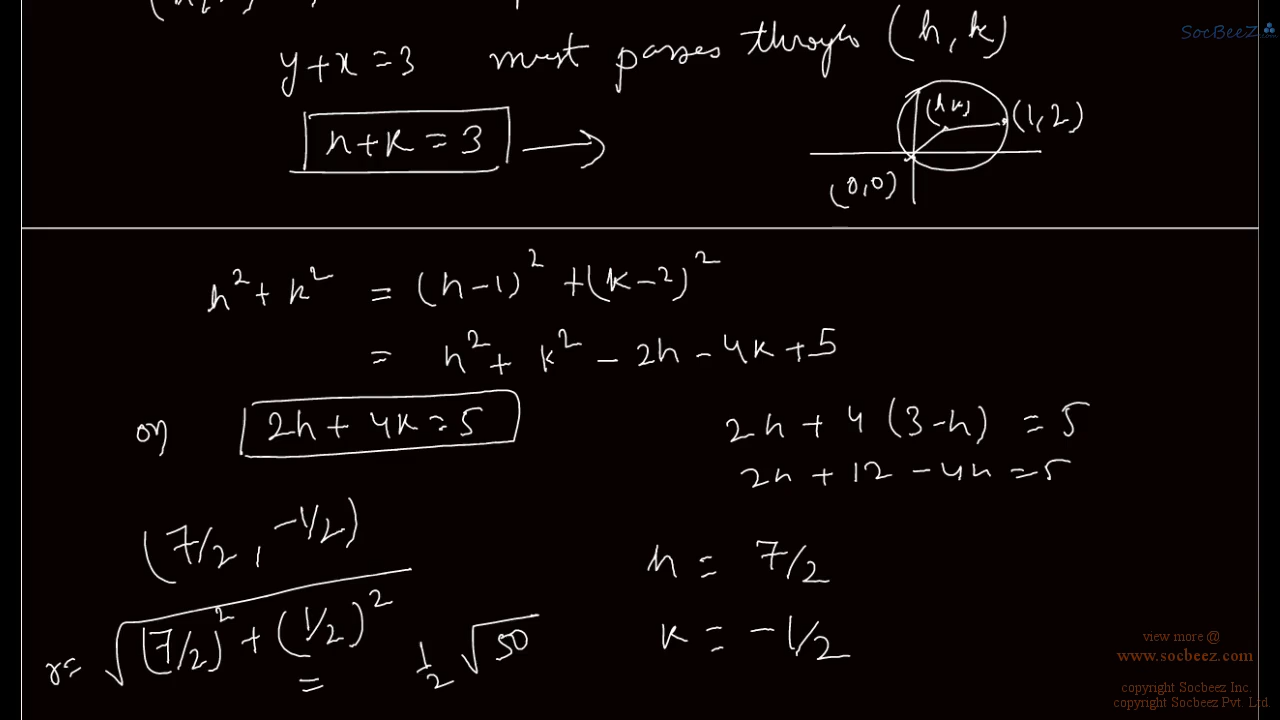 SocBeeZ
y+x=3 must passes through (h, k)
h+k=3 →
(h,k)
(1,2)
(0,0)
h²+k² = (h-1)² +(k-2)²
= h²+ k² - 2h - 4k +5
or 2h+ 4k=5
2h + 4 (3-h) = 5
2h + 12 - 4h = 5
(7/2, -1/2)
h = 7/2
r= √(7/2)²+(1/2)² = 1/2 √50
k = -1/2
view more @
www.socbeez.com
copyright Socbeez Inc.
copyright Socbeez Pvt. Ltd.